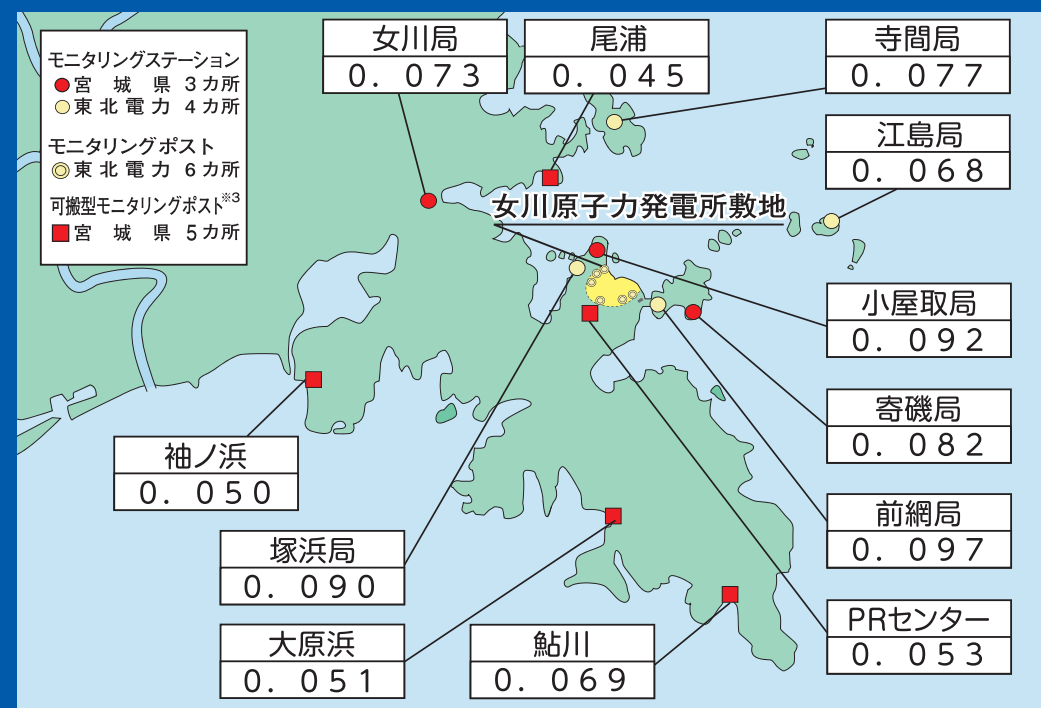 モニタリングステーション
宮城県 3カ所
東北電力 4カ所
モニタリングポスト
東北電力 6カ所
可搬型モニタリングポスト※3
宮城県 5カ所
女川局
0.073
尾浦
0.045
寺間局
0.077
江島局
0.068
女川原子力発電所敷地
小屋取局
0.092
寄磯局
0.082
前網局
0.097
PRセンター
0.053
袖ノ浜
0.050
塚浜局
0.090
大原浜
0.051
鮎川
0.069